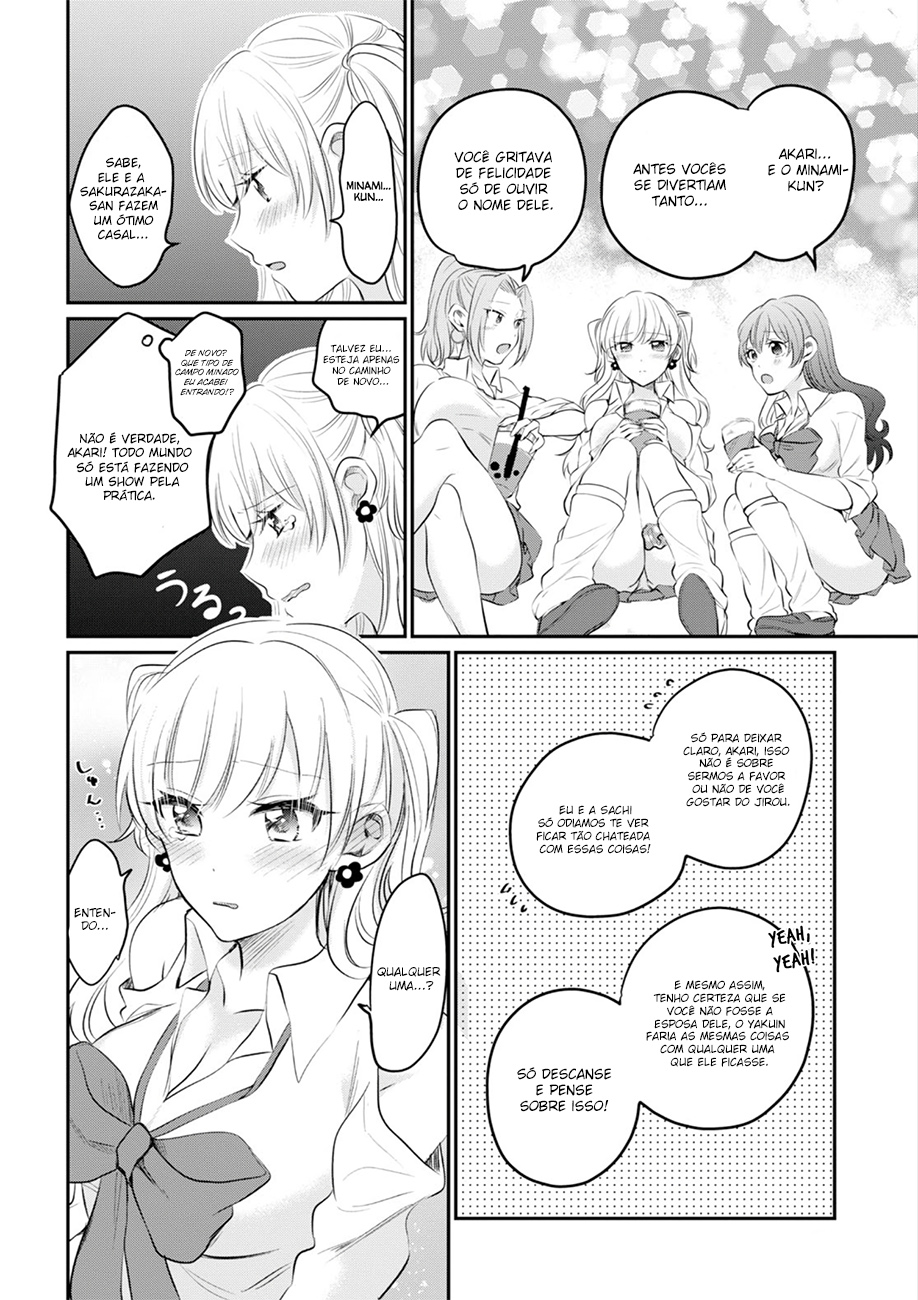 AKARI...
E O MINAMI-
KUN?
ANTES VOCÊS
SE DIVERTIAM
TANTO...
VOCÊ GRITAVA
DE FELICIDADE
SÓ DE OUVIR
O NOME DELE.
MINAMI-
KUN...
SABE,
ELE E A
SAKURAZAKA-
SAN FAZEM
UM ÓTIMO
CASAL...
TALVEZ EU...
ESTEJA APENAS
NO CAMINHO
DE NOVO...
DE NOVO?
QUE TIPO DE
CAMPO MINADO
EU ACABEI
ENTRANDO!?
NÃO É VERDADE,
AKARI! TODO MUNDO
SÓ ESTÁ FAZENDO
UM SHOW PELA
PRÁTICA.
うるっ
SÓ PARA DEIXAR
CLARO, AKARI, ISSO
NÃO É SOBRE
SERMOS A FAVOR
OU NÃO DE VOCÊ
GOSTAR DO JIROU.
EU E A SACHI
SÓ ODIAMOS TE VER
FICAR TÃO CHATEADA
COM ESSAS COISAS!
YEAH,
YEAH!
E MESMO ASSIM,
TENHO CERTEZA QUE SE
VOCÊ NÃO FOSSE A
ESPOSA DELE, O YAKUIN
FARIA AS MESMAS COISAS
COM QUALQUER UMA
QUE ELE FICASSE.
SÓ DESCANSE
E PENSE
SOBRE ISSO!
QUALQUER
UMA...?
しゅん...
ENTEN-
DO...